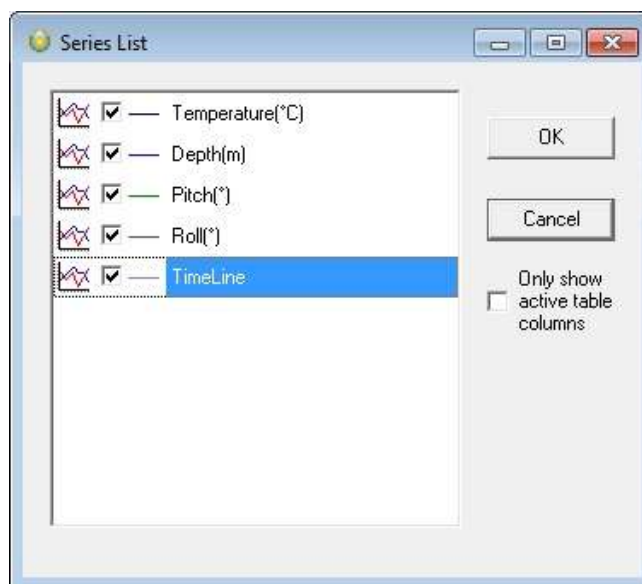 Series List
Temperature(°C)
Depth(m)
Pitch(°)
Roll(°)
TimeLine
OK
Cancel
Only show
active table
columns